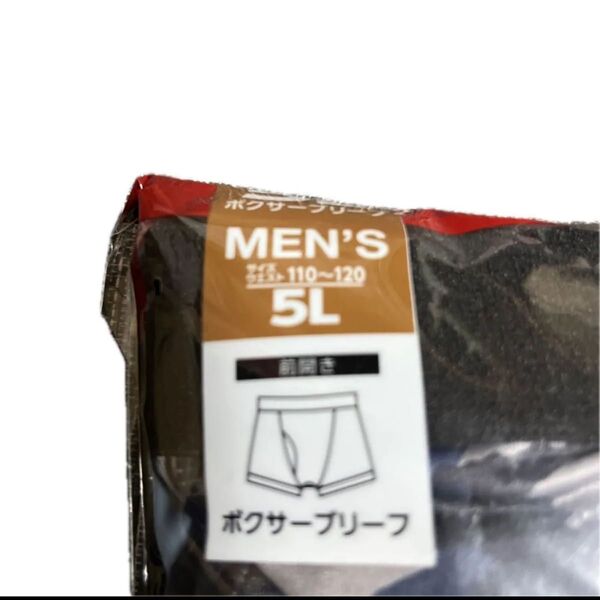 ボクサーブリーフ
MEN'S
サイズ
ウエスト 110〜120
5L
前開き
ボクサーブリーフ